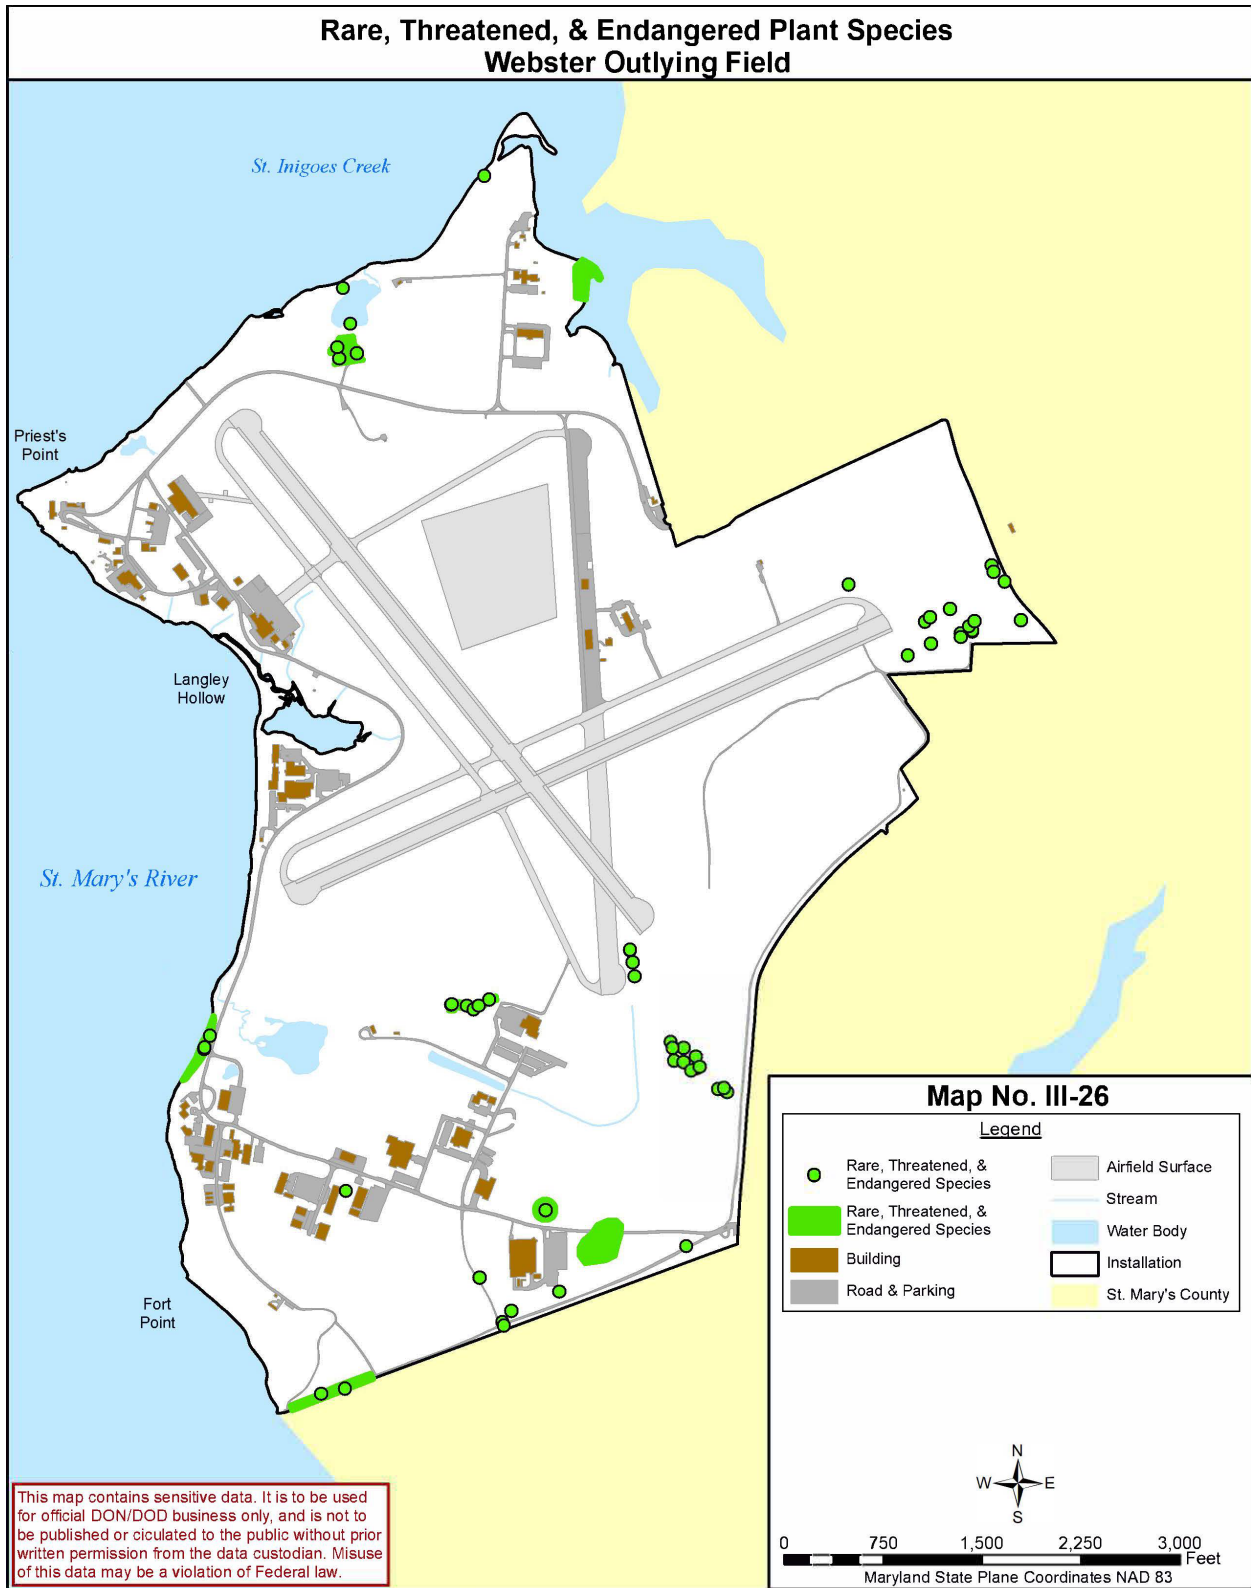 Rare, Threatened, & Endangered Plant Species
Webster Outlying Field
St. Inigoes Creek
Priest's
Point
Langley
Hollow
St. Mary's River
Fort
Point
Map No. III-26
Legend
Rare, Threatened, &
Endangered Species
Rare, Threatened, &
Endangered Species
Building
Road & Parking
Airfield Surface
Stream
Water Body
Installation
St. Mary's County
N
W
E
S
0 750 1,500 2,250 3,000
Feet
Maryland State Plane Coordinates NAD 83
This map contains sensitive data. It is to be used
for official DON/DOD business only, and is not to
be published or ciculated to the public without prior
written permission from the data custodian. Misuse
of this data may be a violation of Federal law.